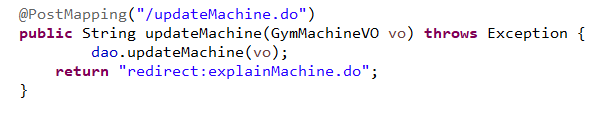 @PostMapping("/updateMachine.do")
public String updateMachine(GymMachineVO vo) throws Exception {
dao.updateMachine(vo);
return "redirect:explainMachine.do";
}